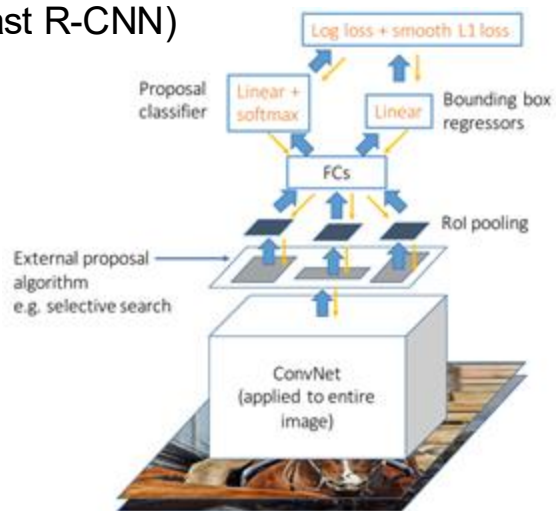 ast R-CNN)
Log loss + smooth L1 loss
Proposal
classifier
Linear +
softmax
Linear
Bounding box
regressors
FCs
RoI pooling
External proposal
algorithm
e.g. selective search
ConvNet
(applied to entire
image)